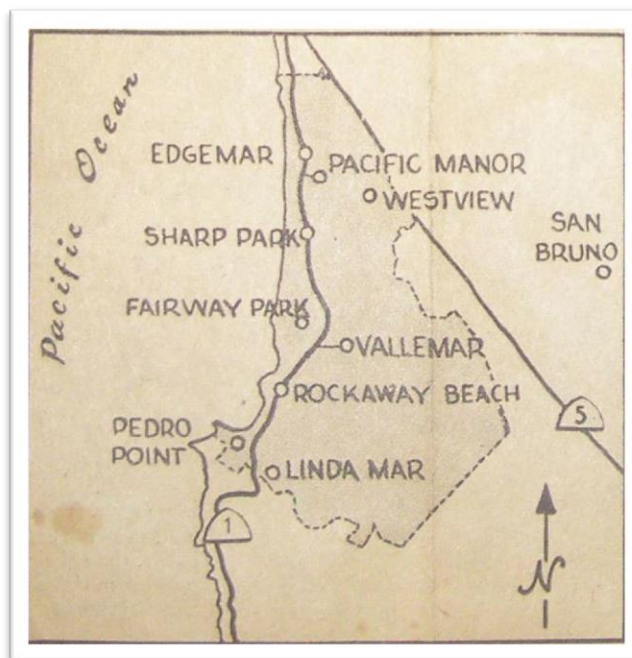 Pacific Ocean
EDGEMAR
PACIFIC MANOR
WESTVIEW
SHARP PARK
SAN
BRUNO
FAIRWAY PARK
VALLEMAR
ROCKAWAY BEACH
PEDRO
POINT
LINDA MAR
5
1
N